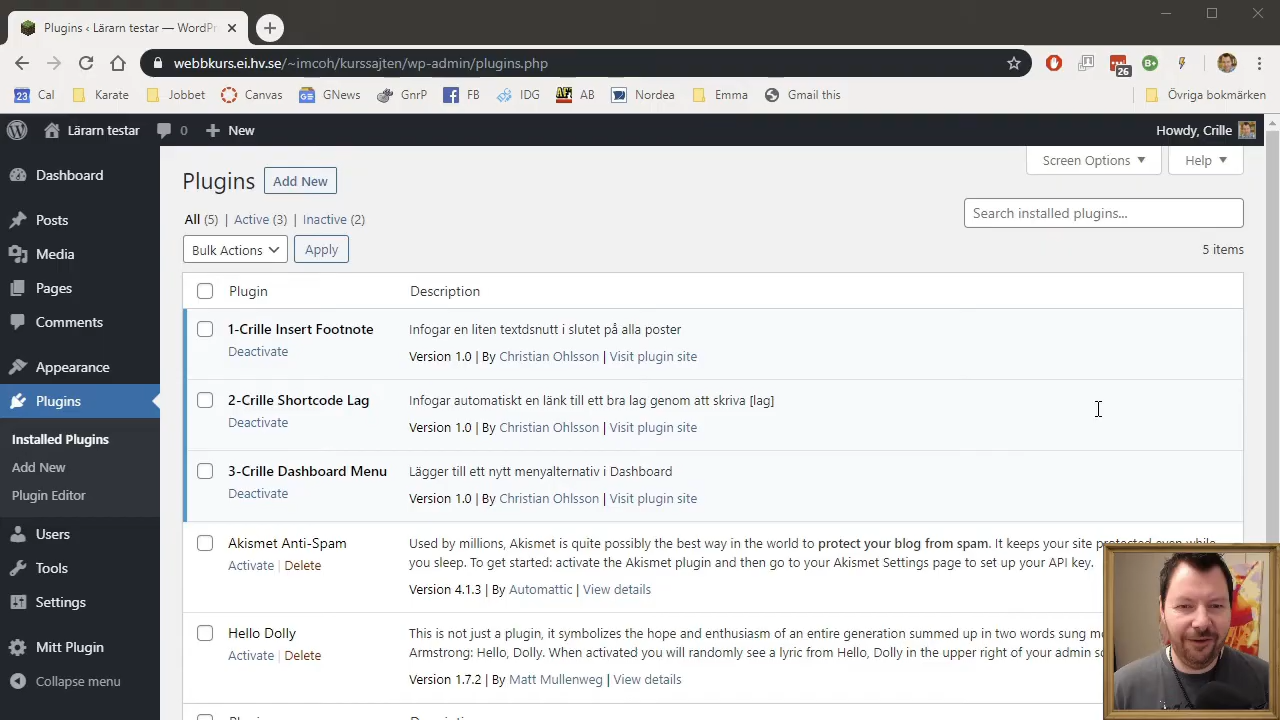 Plugins ‹ Lärarn testar — WordPr
webbkurs.ei.hv.se/~imcoh/kurssajten/wp-admin/plugins.php
26
B+
23 Cal Karate Jobbet Canvas GNews GnrP FB IDG AB Nordea Emma Gmail this Övriga bokmärken
Lärarn testar 0 New Howdy, Crille
Screen Options Help
Dashboard
Posts
Media
Pages
Comments
Appearance
Plugins
Installed Plugins
Add New
Plugin Editor
Users
Tools
Settings
Mitt Plugin
Collapse menu
Plugins Add New
All (5) | Active (3) | Inactive (2)
Search installed plugins...
Bulk Actions Apply
5 items
Plugin Description
1-Crille Insert Footnote
Deactivate
Infogar en liten textdsnutt i slutet på alla poster
Version 1.0 | By Christian Ohlsson | Visit plugin site
2-Crille Shortcode Lag
Deactivate
Infogar automatiskt en länk till ett bra lag genom att skriva [lag]
Version 1.0 | By Christian Ohlsson | Visit plugin site
3-Crille Dashboard Menu
Deactivate
Lägger till ett nytt menyalternativ i Dashboard
Version 1.0 | By Christian Ohlsson | Visit plugin site
Akismet Anti-Spam
Activate | Delete
Used by millions, Akismet is quite possibly the best way in the world to protect your blog from spam. It keeps your site protected even while
you sleep. To get started: activate the Akismet plugin and then go to your Akismet Settings page to set up your API key.
Version 4.1.3 | By Automattic | View details
Hello Dolly
Activate | Delete
This is not just a plugin, it symbolizes the hope and enthusiasm of an entire generation summed up in two words sung
Armstrong: Hello, Dolly. When activated you will randomly see a lyric from Hello, Dolly in the upper right of your admin
Version 1.7.2 | By Matt Mullenweg | View details